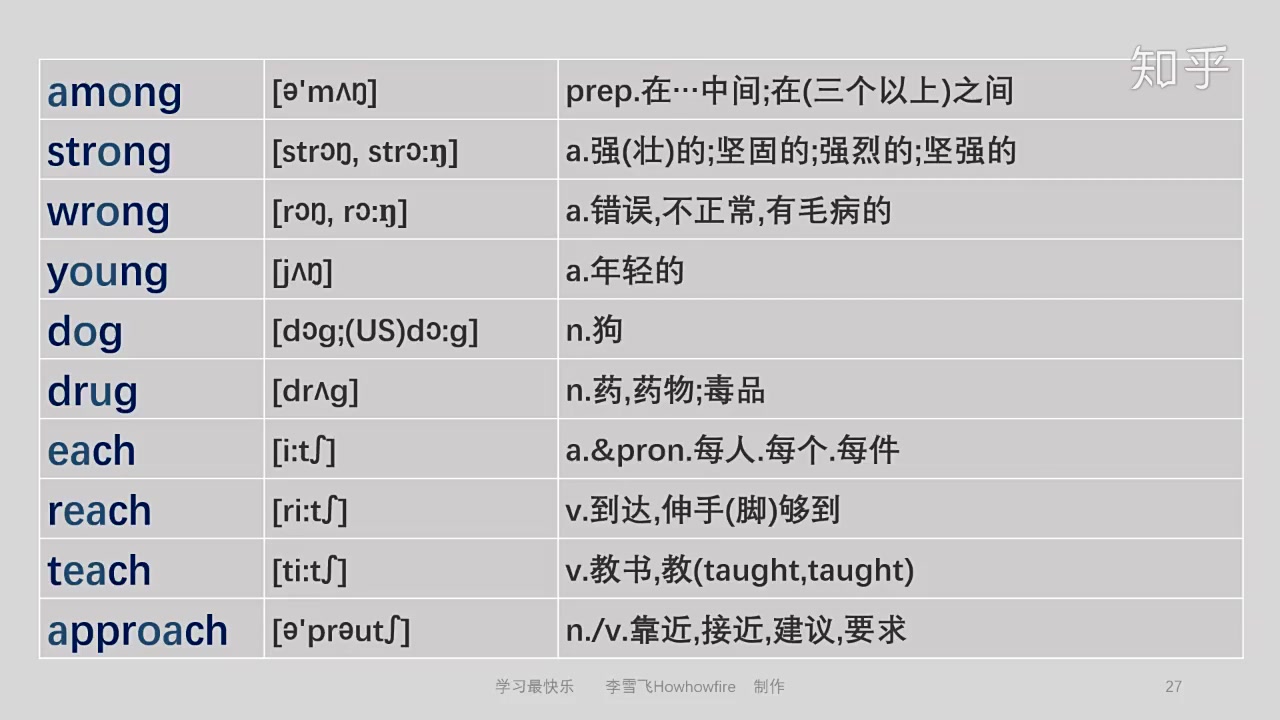 知乎
among [ə'mʌŋ] prep.在…中间;在(三个以上)之间
strong [strɔŋ, strɔ:ŋ] a.强(壮)的;坚固的;强烈的;坚强的
wrong [rɔŋ, rɔ:ŋ] a.错误,不正常,有毛病的
young [jʌŋ] a.年轻的
dog [dɔg;(US)dɔ:g] n.狗
drug [drʌg] n.药,药物;毒品
each [i:tʃ] a.&pron.每人.每个.每件
reach [ri:tʃ] v.到达,伸手(脚)够到
teach [ti:tʃ] v.教书,教(taught,taught)
approach [ə'prəutʃ] n./v.靠近,接近,建议,要求
学习最快乐 李雪飞Howhowfire 制作 27